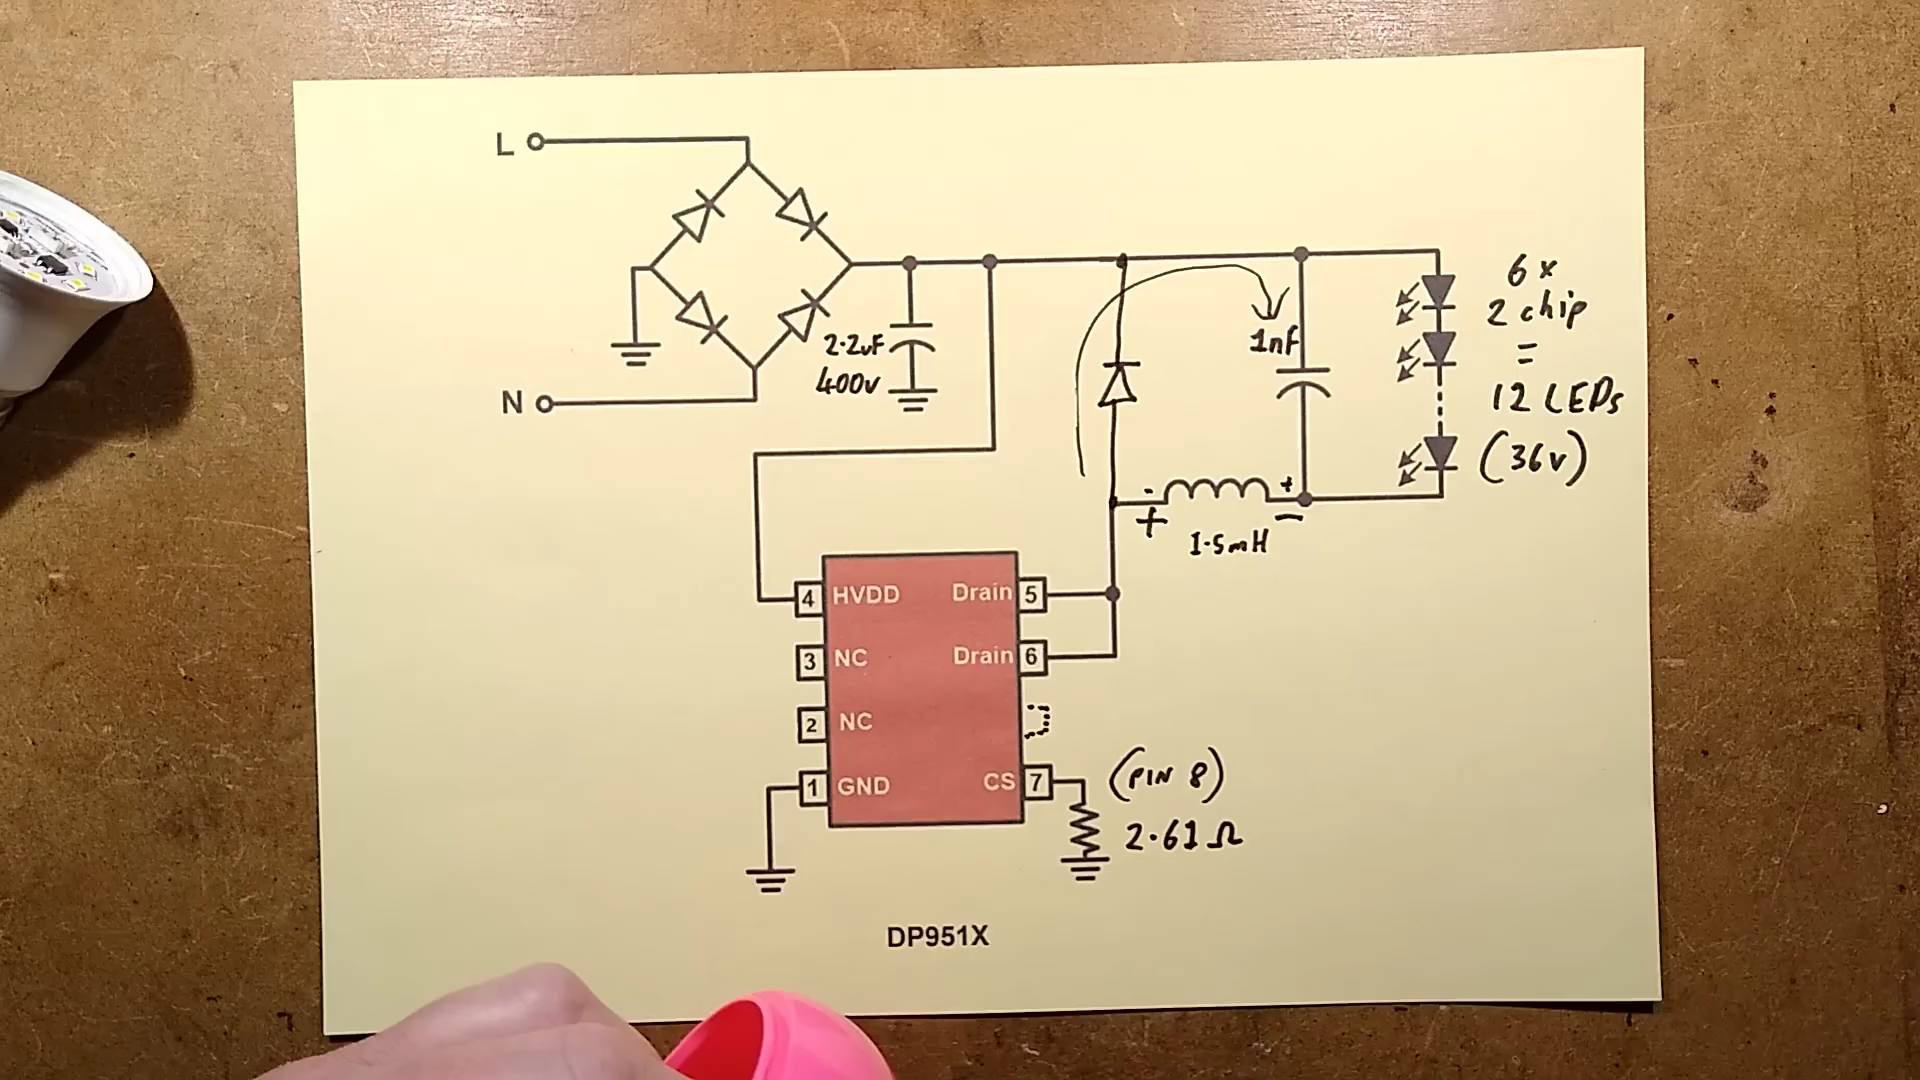 L
N
2.2uF
400v
1nF
6x
2 chip
=
12 LEDs
(36v)
- +
+ -
1.5mH
4 HVDD Drain 5
3 NC Drain 6
2 NC
1 GND CS 7
(PIN 8)
2.61Ω
DP951X